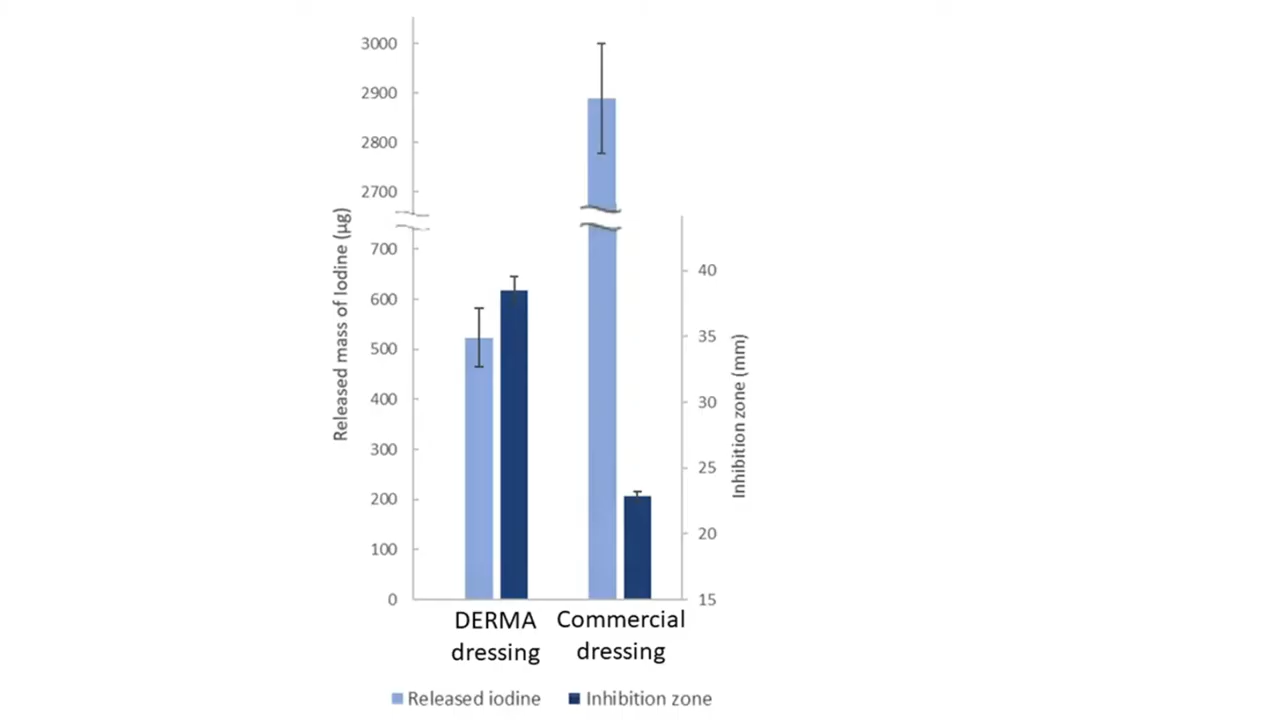 3000
2900
2800
2700
700
600
500
400
300
200
100
0
Released mass of Iodine (µg)
40
35
30
25
20
15
Inhibition zone (mm)
DERMA
dressing
Commercial
dressing
Released iodine
Inhibition zone